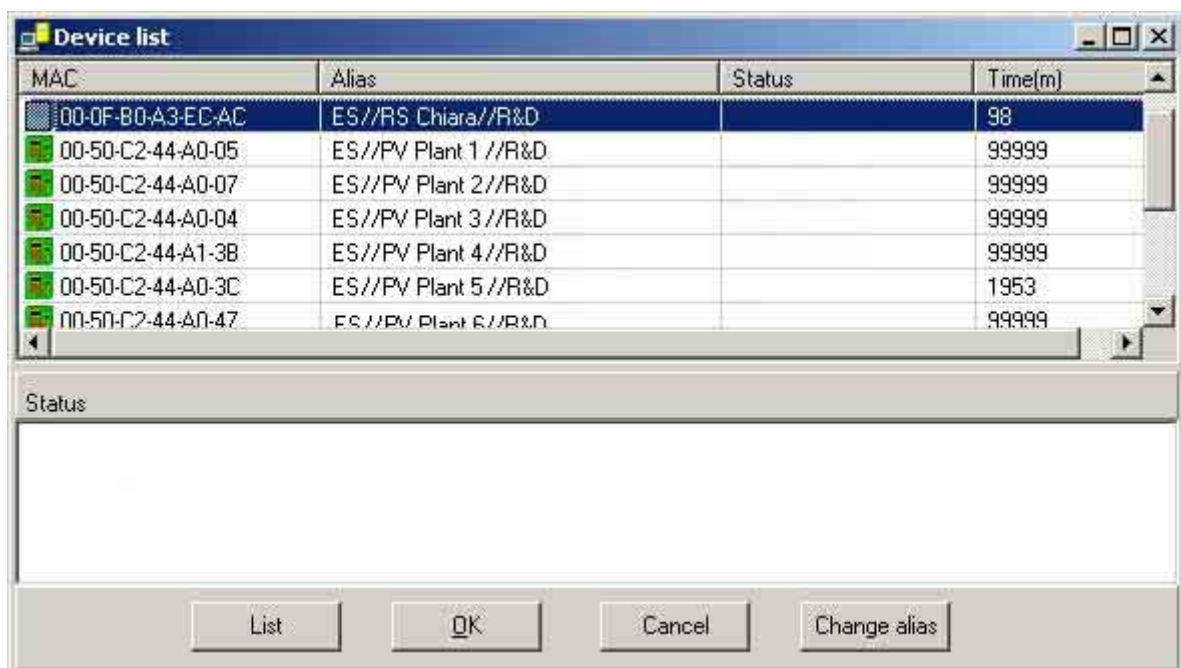 Device list
MAC Alias Status Time(m)
00-0F-B0-A3-EC-AC ES//RS Chiara//R&D 98
00-50-C2-44-A0-05 ES//PV Plant 1 //R&D 99999
00-50-C2-44-A0-07 ES//PV Plant 2//R&D 99999
00-50-C2-44-A0-04 ES//PV Plant 3 //R&D 99999
00-50-C2-44-A1-3B ES//PV Plant 4//R&D 99999
00-50-C2-44-A0-3C ES//PV Plant 5 //R&D 1953
00-50-C2-44-A0-47 ES//PV Plant 6//R&D 99999
Status
List OK Cancel Change alias